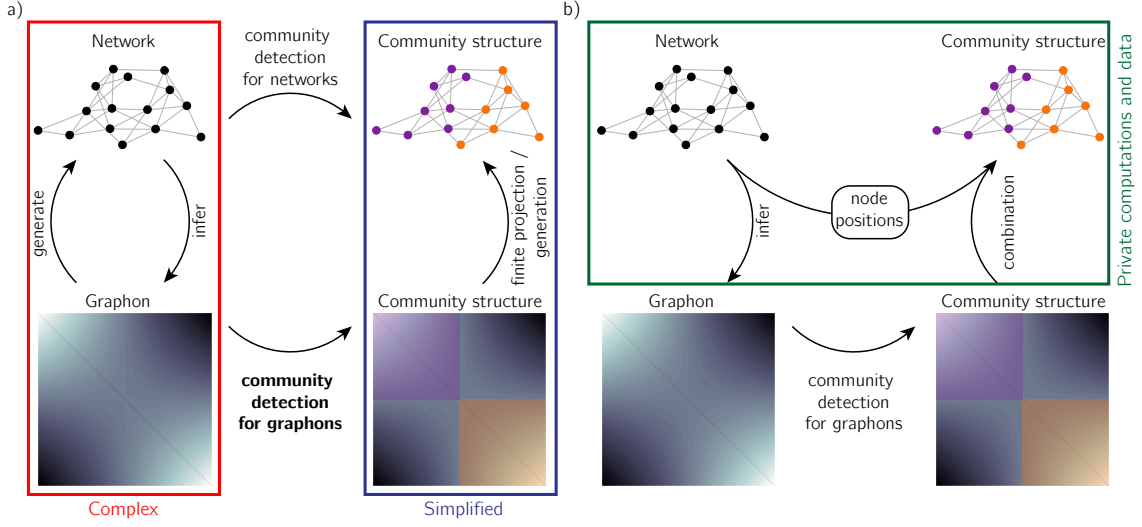 a)
Network
community
detection
for networks
Community structure
generate
infer
finite projection /
generation
Graphon
Community structure
community
detection
for graphons
Complex
Simplified
b)
Network
Community structure
node
positions
infer
combination
Private computations and data
Graphon
Community structure
community
detection
for graphons